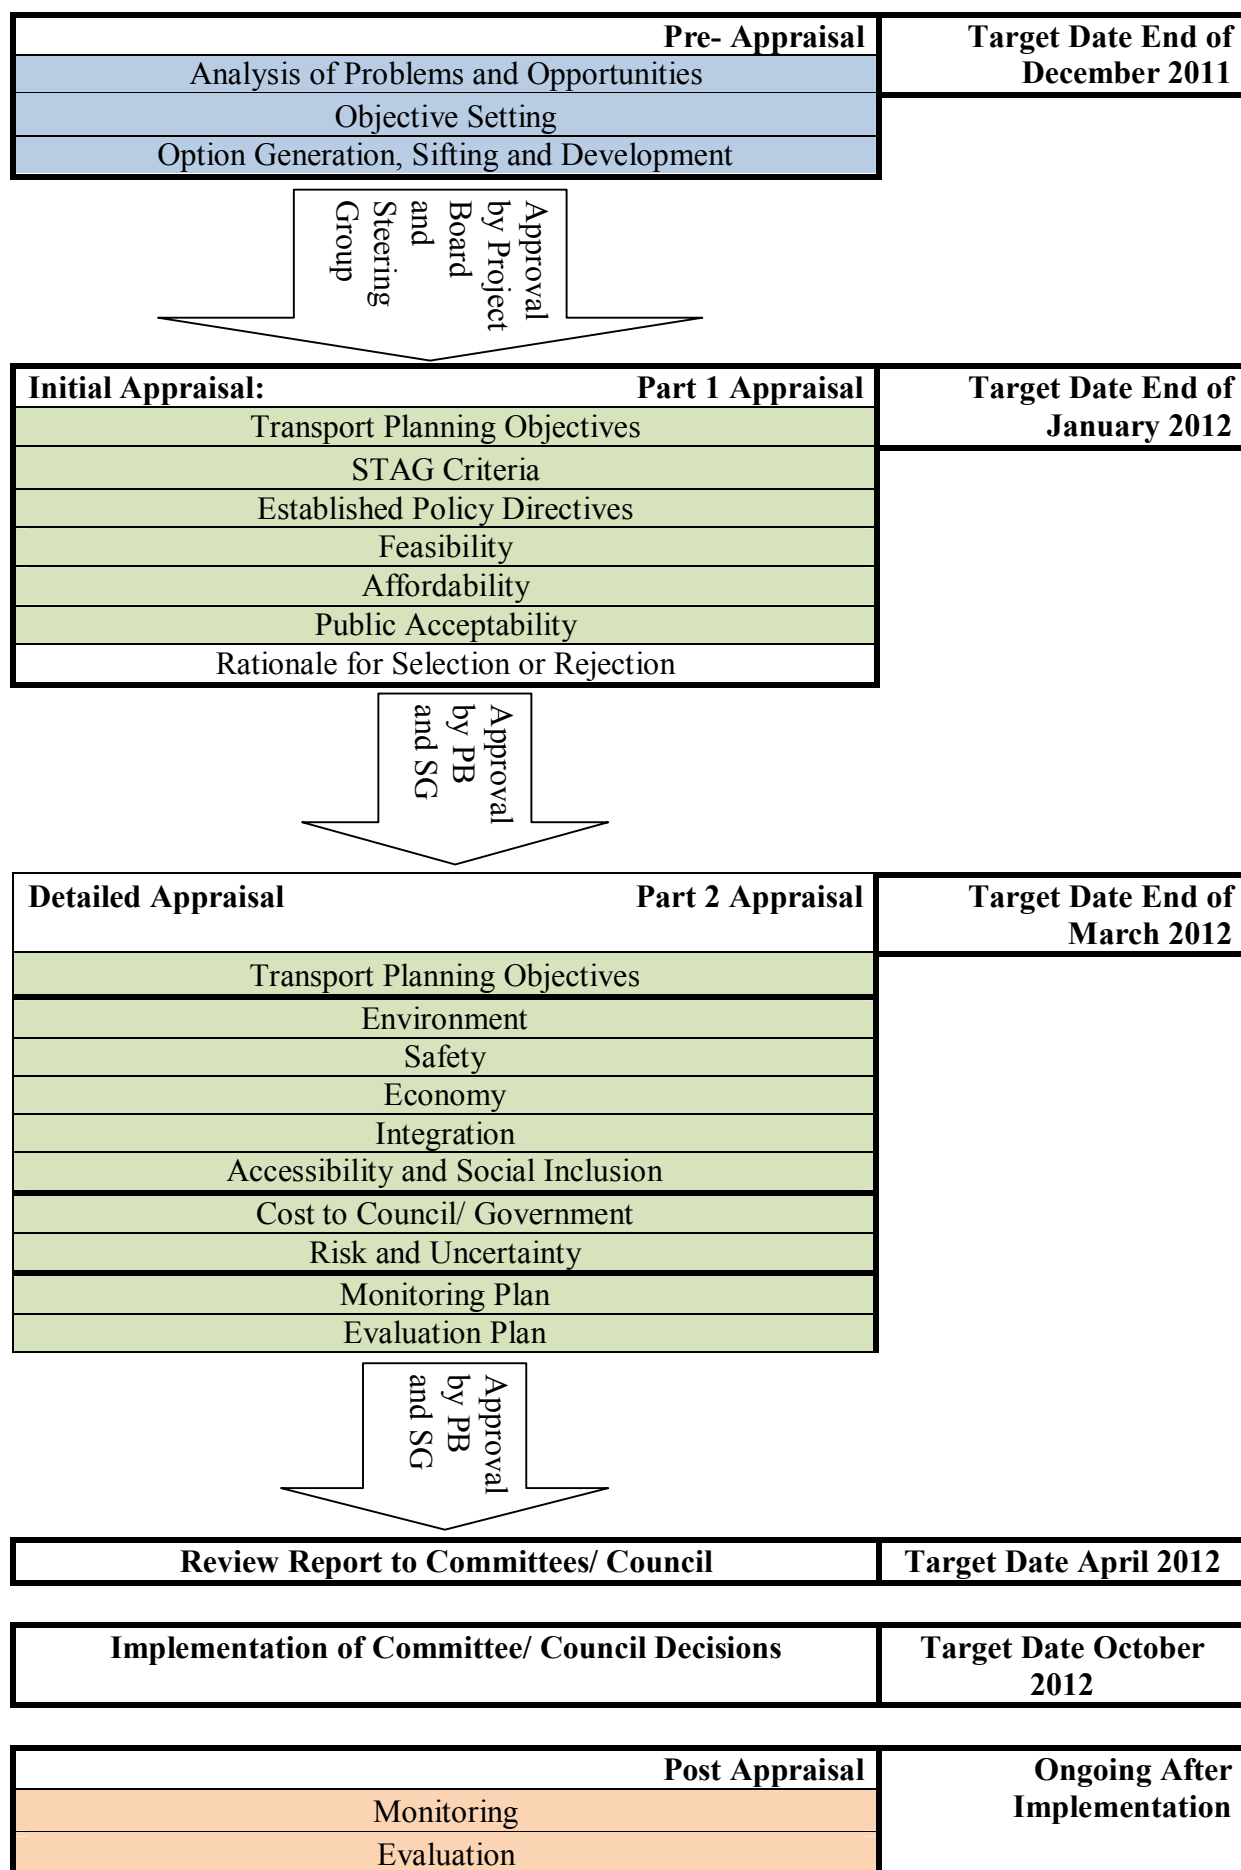 Pre- Appraisal
Target Date End of
December 2011
Analysis of Problems and Opportunities
Objective Setting
Option Generation, Sifting and Development
Approval
by Project
Board
and
Steering
Group
Initial Appraisal: Part 1 Appraisal
Target Date End of
January 2012
Transport Planning Objectives
STAG Criteria
Established Policy Directives
Feasibility
Affordability
Public Acceptability
Rationale for Selection or Rejection
Approval
by PB
and SG
Detailed Appraisal Part 2 Appraisal
Target Date End of
March 2012
Transport Planning Objectives
Environment
Safety
Economy
Integration
Accessibility and Social Inclusion
Cost to Council/ Government
Risk and Uncertainty
Monitoring Plan
Evaluation Plan
Approval
by PB
and SG
Review Report to Committees/ Council
Target Date April 2012
Implementation of Committee/ Council Decisions
Target Date October
2012
Post Appraisal
Ongoing After
Implementation
Monitoring
Evaluation